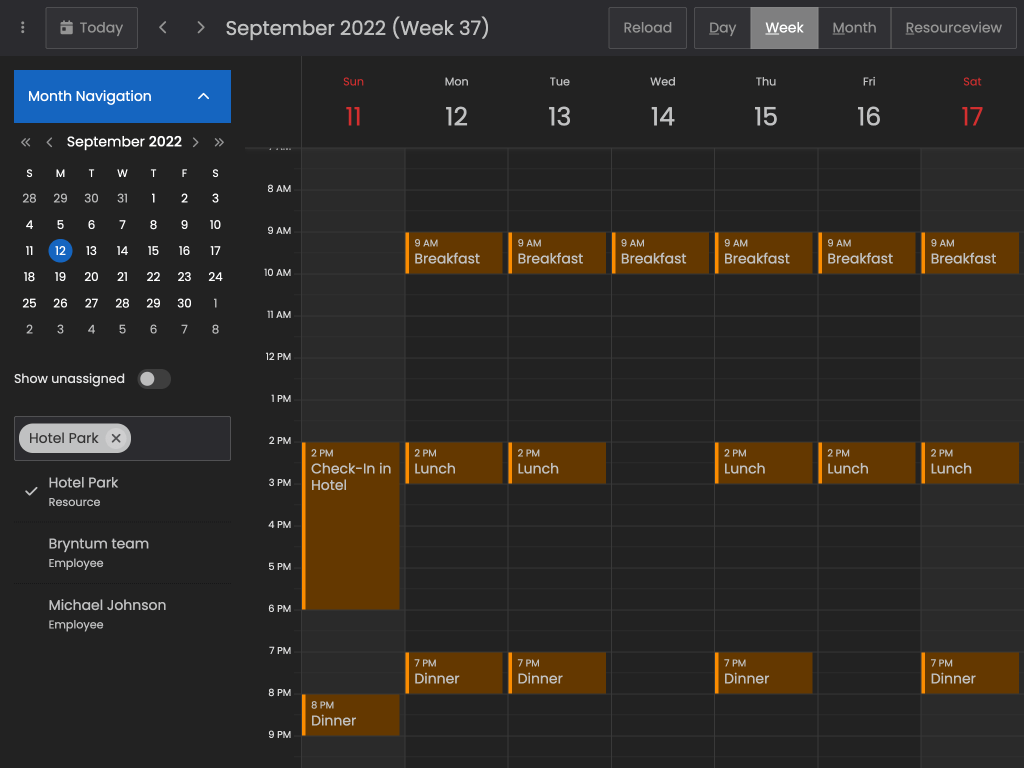 Today
September 2022 (Week 37)
Reload
Day
Week
Month
Resourceview
Month Navigation
September 2022
S M T W T F S
28 29 30 31 1 2 3
4 5 6 7 8 9 10
11 12 13 14 15 16 17
18 19 20 21 22 23 24
25 26 27 28 29 30 1
2 3 4 5 6 7 8
Show unassigned
Hotel Park
Hotel Park
Resource
Bryntum team
Employee
Michael Johnson
Employee
Sun Mon Tue Wed Thu Fri Sat
11 12 13 14 15 16 17
8 AM
9 AM
9 AM 9 AM 9 AM 9 AM 9 AM 9 AM
Breakfast Breakfast Breakfast Breakfast Breakfast Breakfast
10 AM
11 AM
12 PM
1 PM
2 PM
2 PM 2 PM 2 PM 2 PM 2 PM 2 PM
Check-In in Lunch Lunch Lunch Lunch Lunch
Hotel
3 PM
4 PM
5 PM
6 PM
7 PM
7 PM 7 PM 7 PM 7 PM
Dinner Dinner Dinner Dinner
8 PM
8 PM
Dinner
9 PM